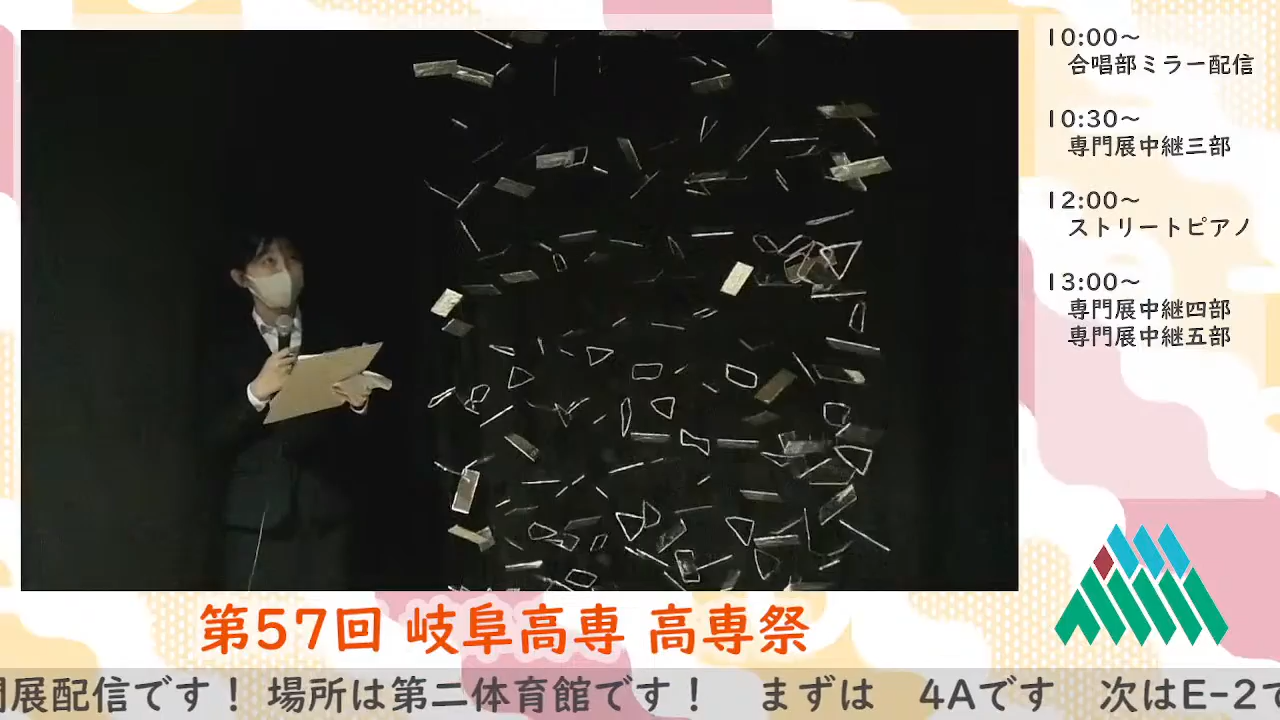 10:00～
合唱部ミラー配信
10:30～
専門展中継三部
12:00～
ストリートピアノ
13:00～
専門展中継四部
専門展中継五部
第57回 岐阜高専 高専祭
展配信です！ 場所は第二体育館です！　まずは　4Aです　次はE-2